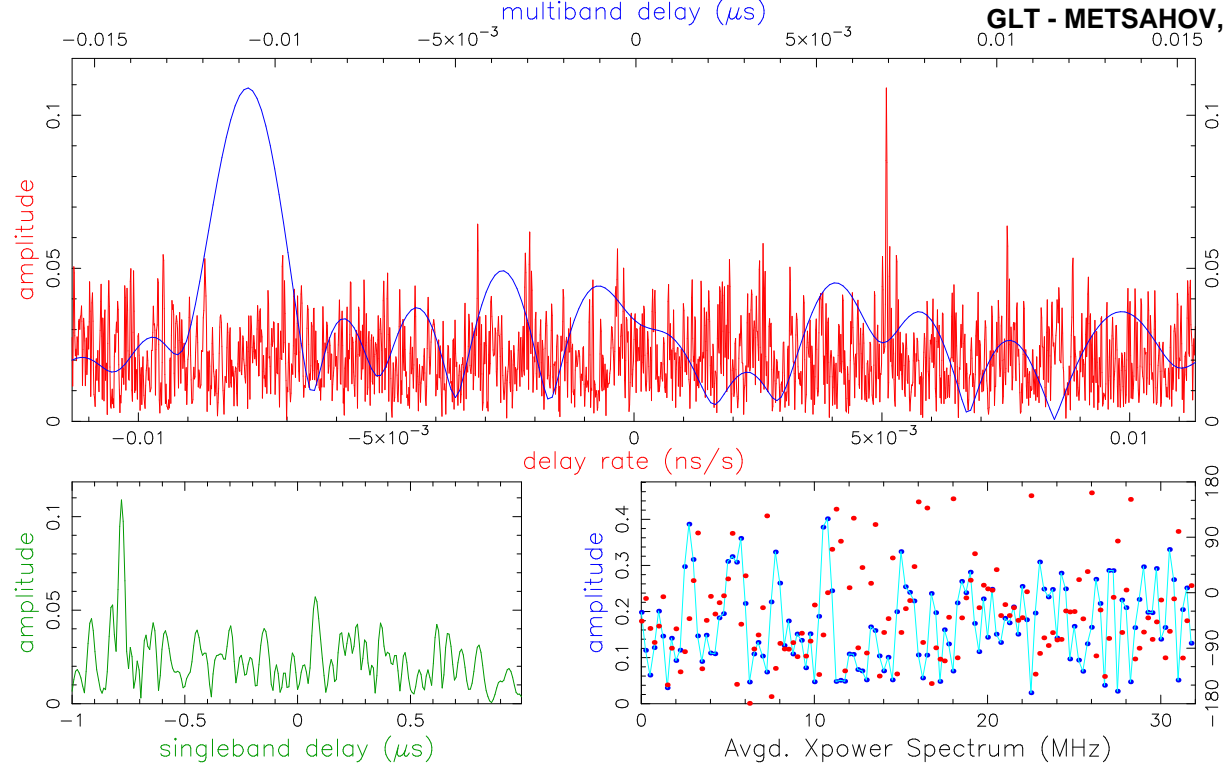 multiband delay (μs)
GLT - METSAHOV,
−0.015 −0.01 −5×10⁻³ 0 5×10⁻³ 0.01 0.015
amplitude
0.1 0.1
0.05 0.05
0 0
−0.01 −5×10⁻³ 0 5×10⁻³ 0.01
delay rate (ns/s)
amplitude
0.1
0.05
0
−1 −0.5 0 0.5
singleband delay (μs)
amplitude
0.4
0.3
0.2
0.1
0
180
90
0
−90
−180
0 10 20 30
Avgd. Xpower Spectrum (MHz)